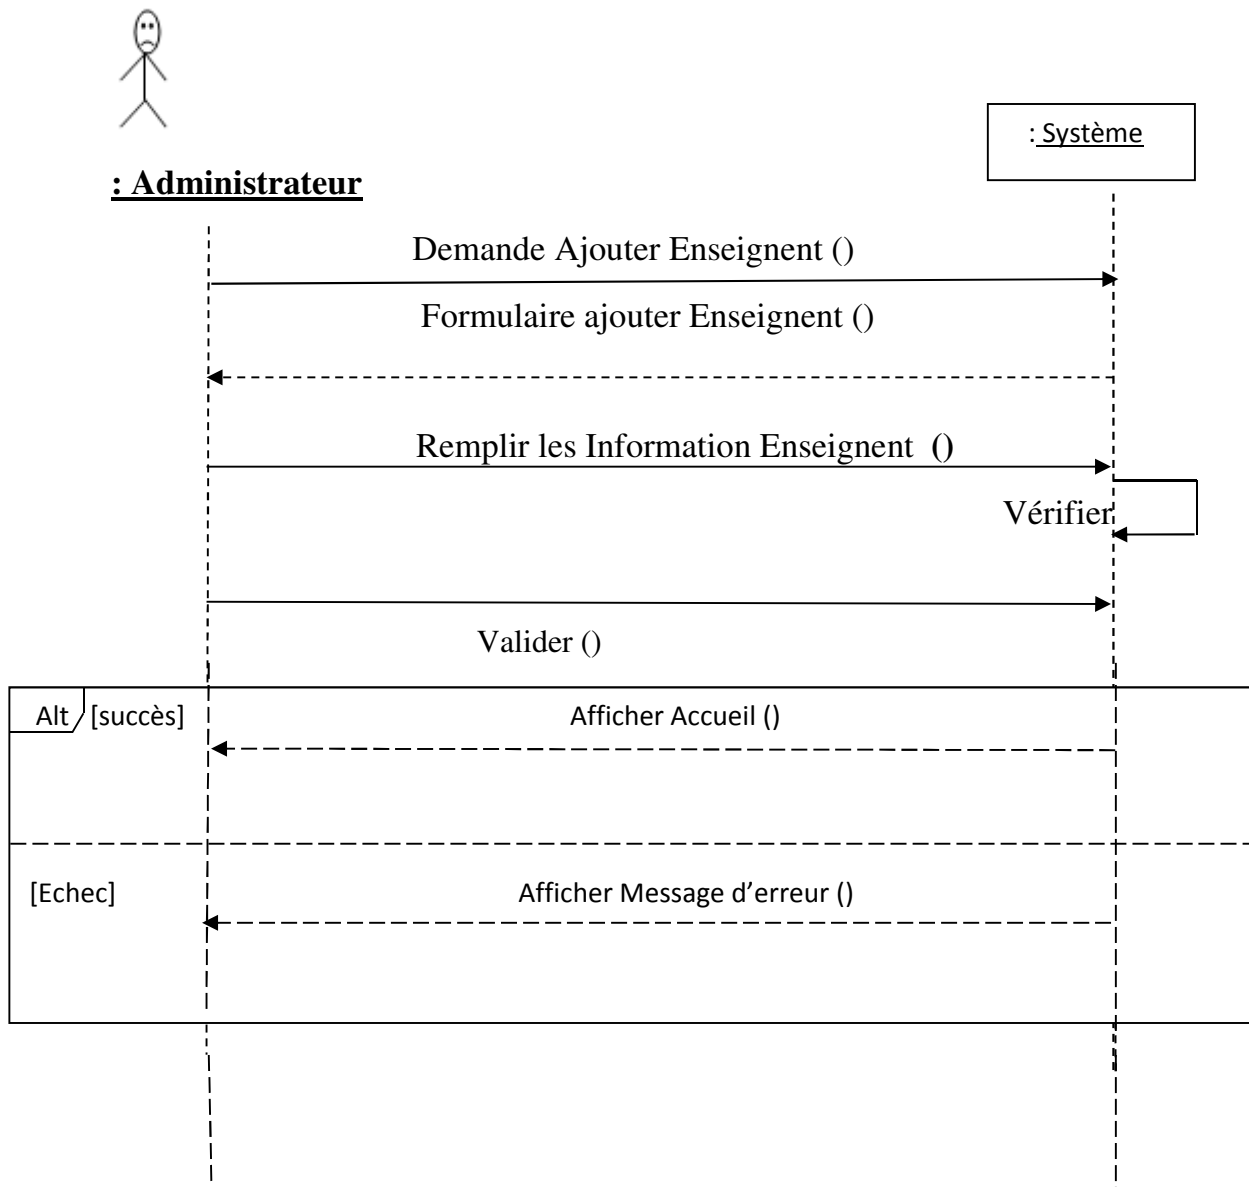 : Système
: Administrateur
Demande Ajouter Enseignent ()
Formulaire ajouter Enseignent ()
Remplir les Information Enseignent ()
Vérifier
Valider ()
Alt [succès] Afficher Accueil ()
[Echec] Afficher Message d’erreur ()